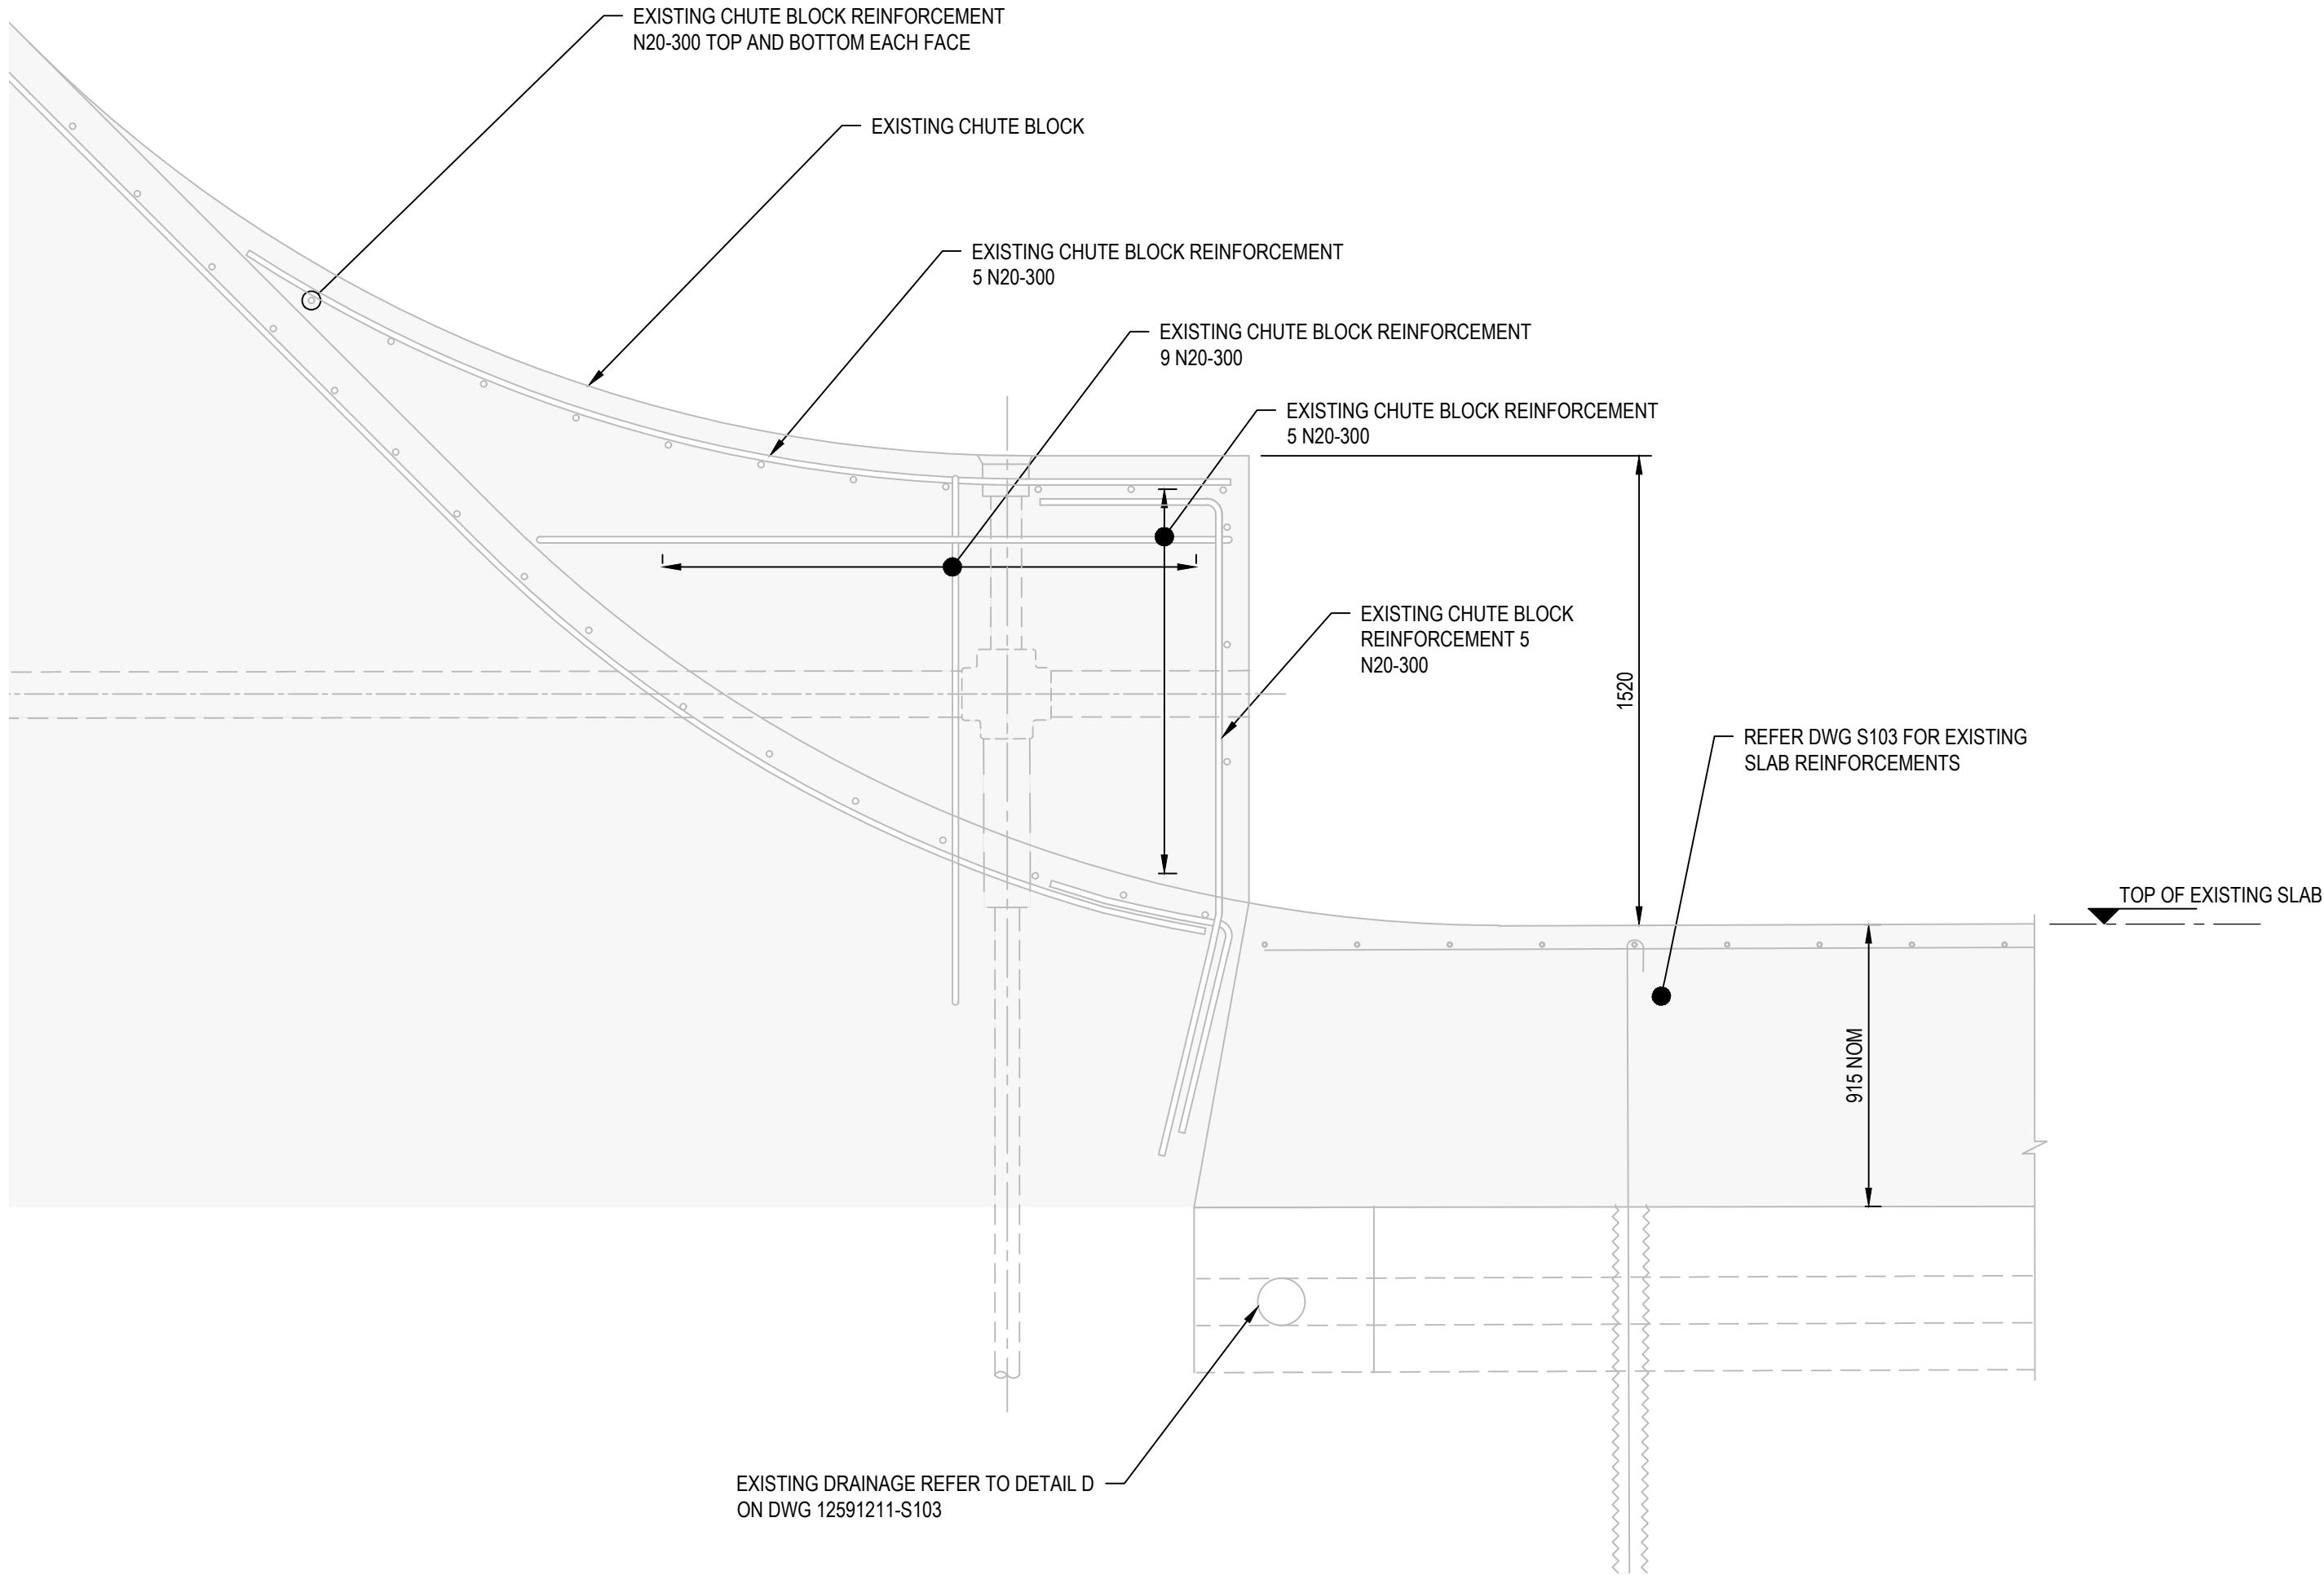 EXISTING CHUTE BLOCK REINFORCEMENT
N20-300 TOP AND BOTTOM EACH FACE
EXISTING CHUTE BLOCK
EXISTING CHUTE BLOCK REINFORCEMENT
5 N20-300
EXISTING CHUTE BLOCK REINFORCEMENT
9 N20-300
EXISTING CHUTE BLOCK REINFORCEMENT
5 N20-300
EXISTING CHUTE BLOCK
REINFORCEMENT 5
N20-300
1520
REFER DWG S103 FOR EXISTING
SLAB REINFORCEMENTS
TOP OF EXISTING SLAB
915 NOM
EXISTING DRAINAGE REFER TO DETAIL D
ON DWG 12591211-S103